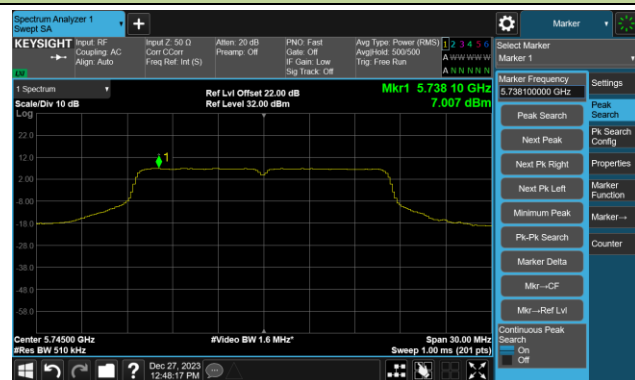 Spectrum Analyzer 1
Swept SA
+
Marker
KEYSIGHT
Input: RF
Coupling: AC
Align: Auto
Input Z: 50 Ω
Corr CCorr
Freq Ref: Int (S)
Atten: 20 dB
Preamp: Off
PNO: Fast
Gate: Off
IF Gain: Low
Sig Track: Off
Avg Type: Power (RMS)
Avg|Hold: 500/500
Trig: Free Run
1 2 3 4 5 6
A W W W W W
A N N N N N
LW
Select Marker
Marker 1
1 Spectrum
Scale/Div 10 dB
Log
Ref Lvl Offset 22.00 dB
Ref Level 32.00 dBm
Mkr1 5.738 10 GHz
7.007 dBm
22.0
12.0
2.00
-8.00
-18.0
-28.0
-38.0
-48.0
-58.0
1
Center 5.74500 GHz
#Res BW 510 kHz
#Video BW 1.6 MHz*
Span 30.00 MHz
Sweep 1.00 ms (201 pts)
Marker Frequency
5.738100000 GHz
Peak Search
Next Peak
Next Pk Right
Next Pk Left
Minimum Peak
Pk-Pk Search
Marker Delta
Mkr→CF
Mkr→Ref Lvl
Continuous Peak
Search
On
Off
Settings
Peak
Search
Pk Search
Config
Properties
Marker
Function
Marker→
Counter
?
Dec 27, 2023
12:48:17 PM